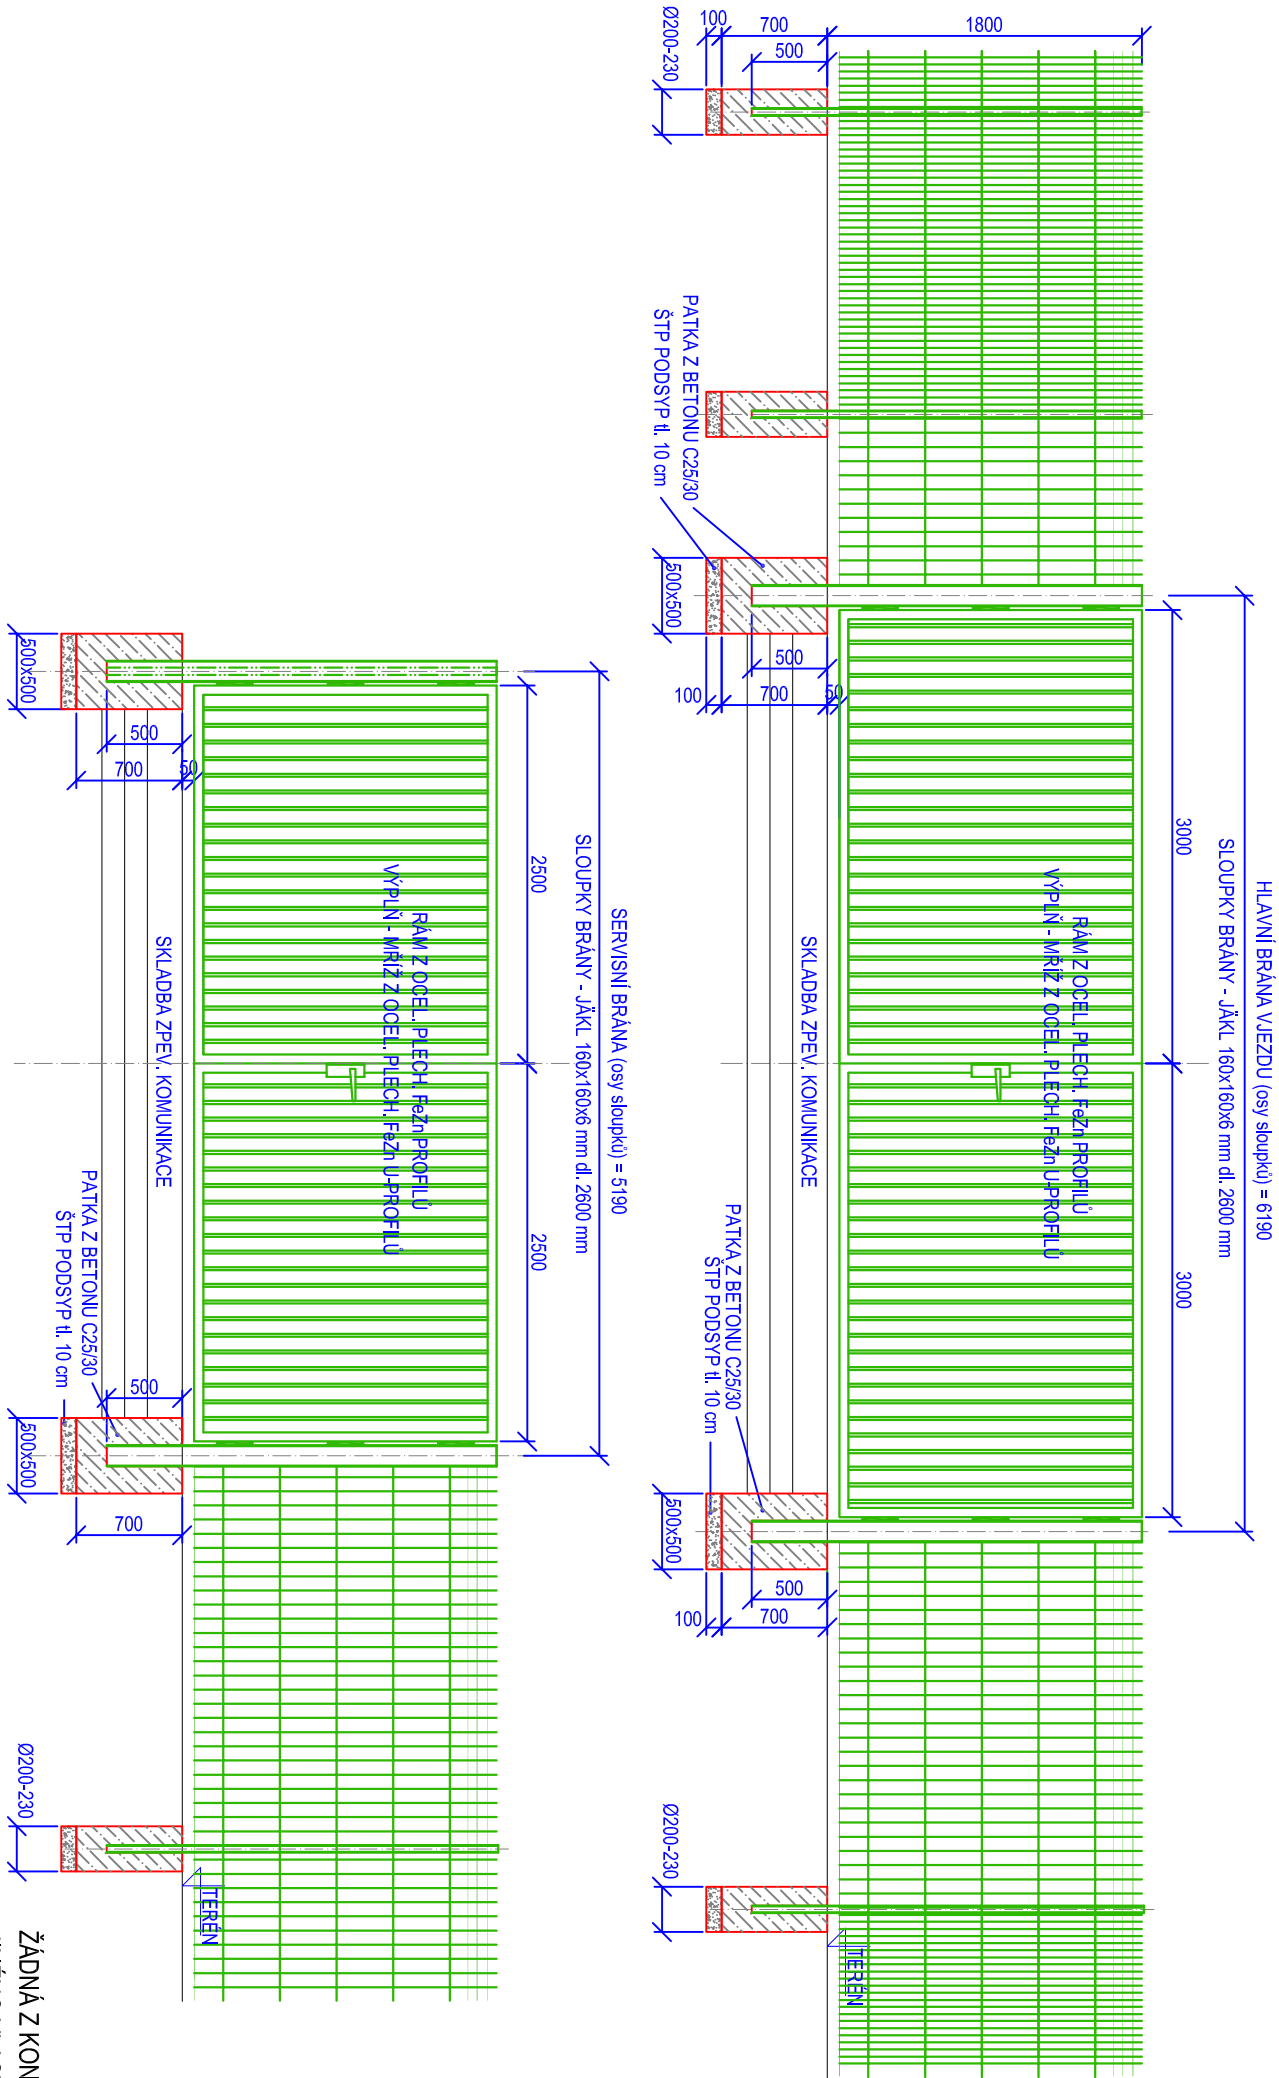 HLAVNÍ BRÁNA VJEZDU (osy sloupků) = 6190
SLOUPKY BRÁNY - JÄKL 160x160x6 mm dl. 2600 mm
3000
3000
1800
700
100
500
Ø200-230
RÁM Z OCEL. PLECH. FeZn PROFILŮ
VÝPLŇ - MŘÍŽ Z OCEL. PLECH. FeZn U-PROFILŮ
PATKA Z BETONU C25/30
ŠTP PODSYP tl. 10 cm
500x500
500
700
50
100
SKLADBA ZPEV. KOMUNIKACE
PATKA Z BETONU C25/30
ŠTP PODSYP tl. 10 cm
500x500
500
700
100
Ø200-230
TERÉN
SERVISNÍ BRÁNA (osy sloupků) = 5190
SLOUPKY BRÁNY - JÄKL 160x160x6 mm dl. 2600 mm
2500
2500
RÁM Z OCEL. PLECH. FeZn PROFILŮ
VÝPLŇ - MŘÍŽ Z OCEL. PLECH. FeZn U-PROFILŮ
500x500
500
700
50
SKLADBA ZPEV. KOMUNIKACE
PATKA Z BETONU C25/30
ŠTP PODSYP tl. 10 cm
500
500x500
700
Ø200-230
TERÉN
ŽÁDNÁ Z KON